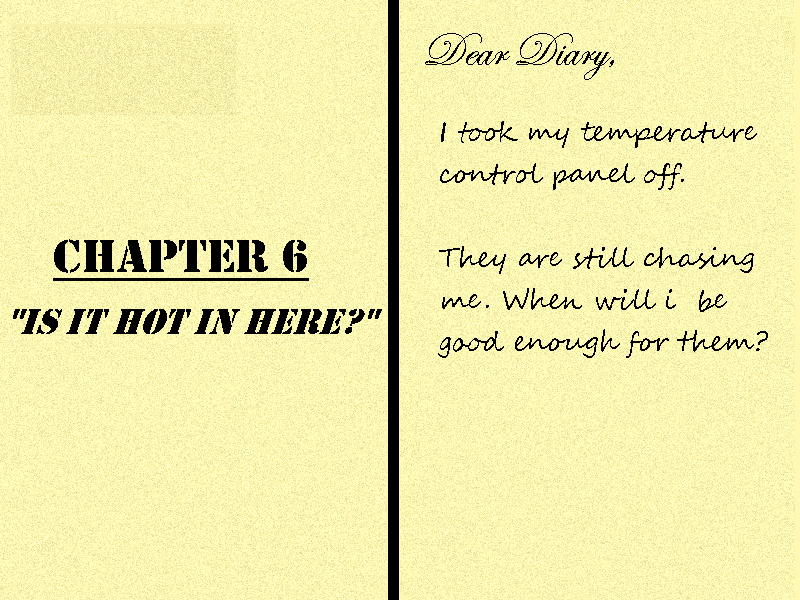 CHAPTER 6
"IS IT HOT IN HERE?"
Dear Diary,
I took my temperature
control panel off.
They are still chasing
me. When will i be
good enough for them?